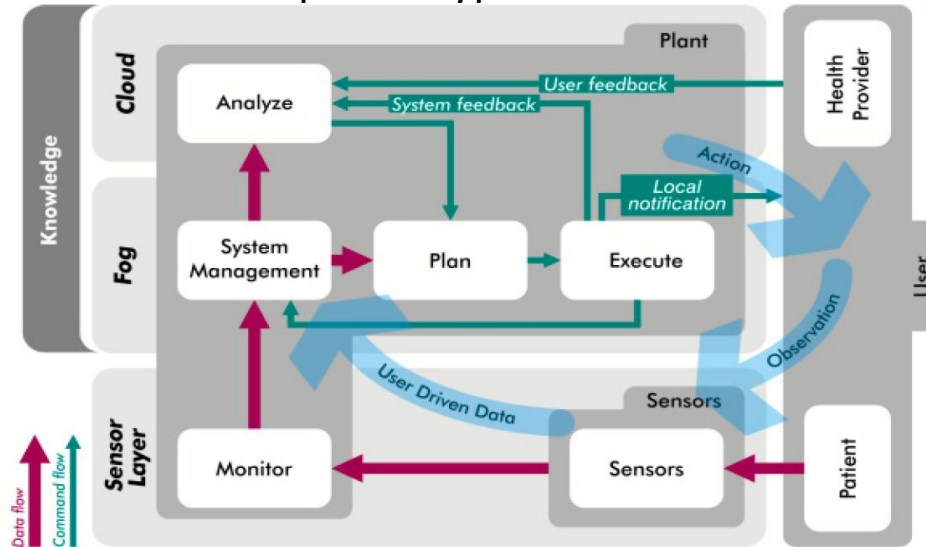 Plant
Cloud
Analyze
User feedback
System feedback
Health
Provider
Action
Knowledge
Local
notification
Fog
System
Management
Plan
Execute
User
Observation
User Driven Data
Sensors
Sensor
Layer
Monitor
Sensors
Patient
Data flow
Command flow